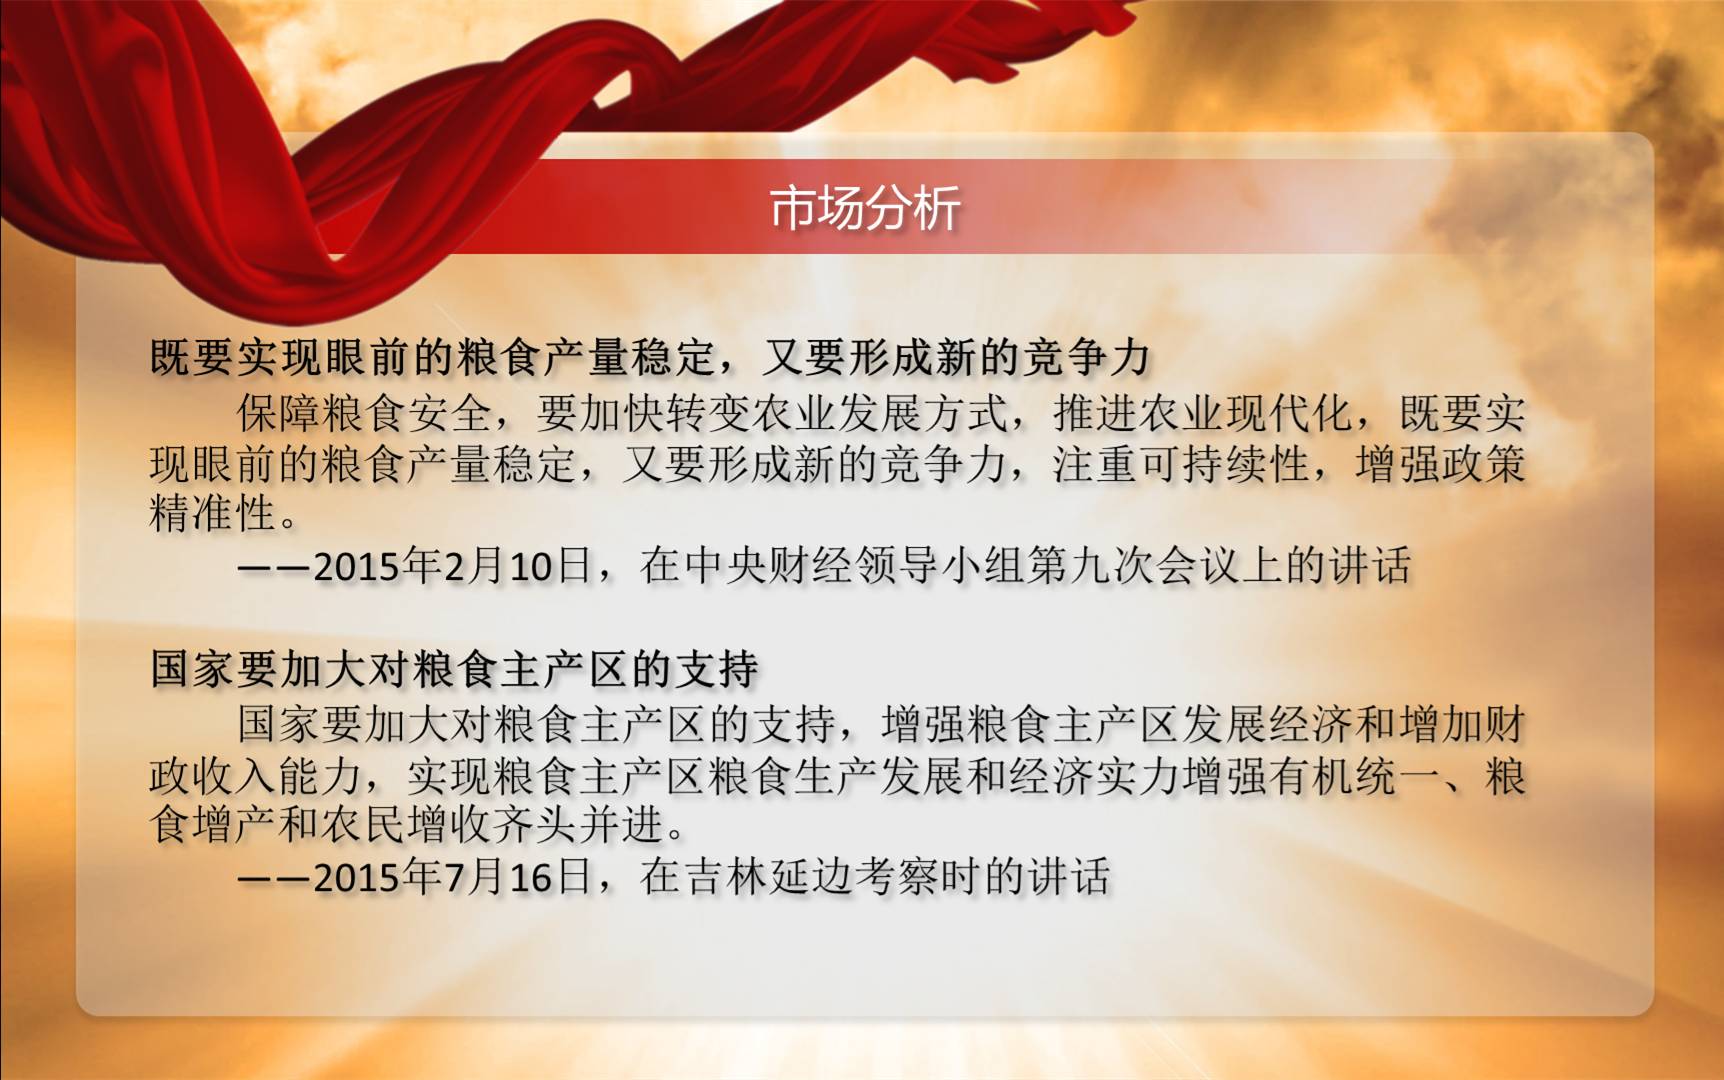 市场分析
既要实现眼前的粮食产量稳定，又要形成新的竞争力
保障粮食安全，要加快转变农业发展方式，推进农业现代化，既要实
现眼前的粮食产量稳定，又要形成新的竞争力，注重可持续性，增强政策
精准性。
——2015年2月10日，在中央财经领导小组第九次会议上的讲话
国家要加大对粮食主产区的支持
国家要加大对粮食主产区的支持，增强粮食主产区发展经济和增加财
政收入能力，实现粮食主产区粮食生产发展和经济实力增强有机统一、粮
食增产和农民增收齐头并进。
——2015年7月16日，在吉林延边考察时的讲话